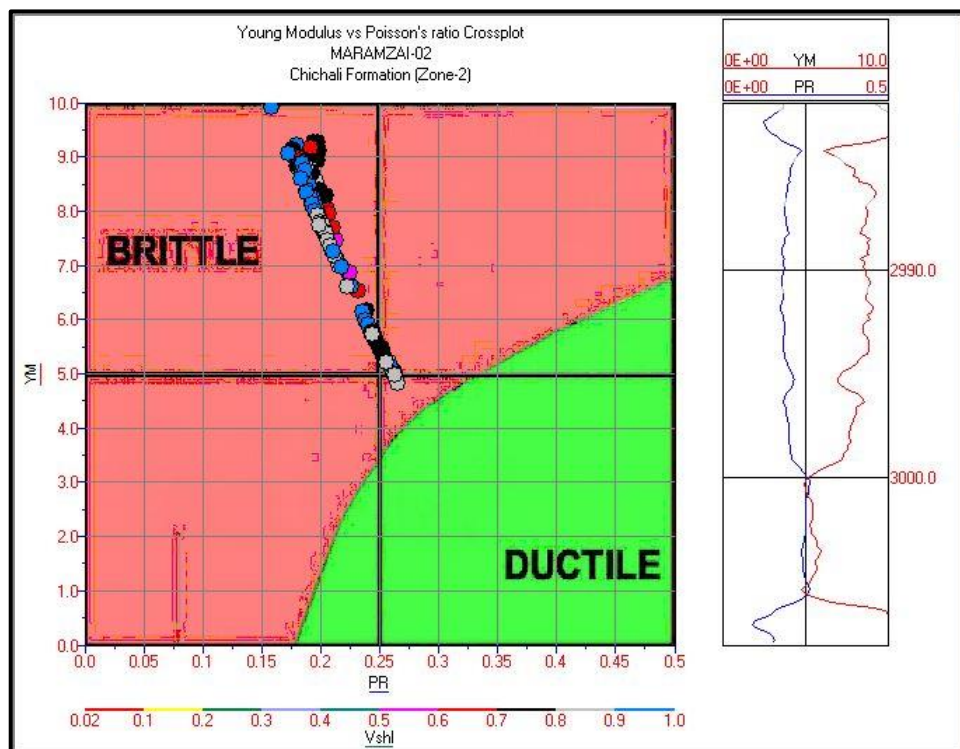 Young Modulus vs Poisson's ratio Crossplot
MARAMZAI-02
Chichali Formation (Zone-2)
0E+00 YM 10.0
0E+00 PR 0.5
10.0
9.0
8.0
BRITTLE
7.0
6.0
5.0
YM
4.0
3.0
2.0
DUCTILE
1.0
0.0
0.0 0.05 0.1 0.15 0.2 0.25 0.3 0.35 0.4 0.45 0.5
PR
0.02 0.1 0.2 0.3 0.4 0.5 0.6 0.7 0.8 0.9 1.0
Vshl
2990.0
3000.0